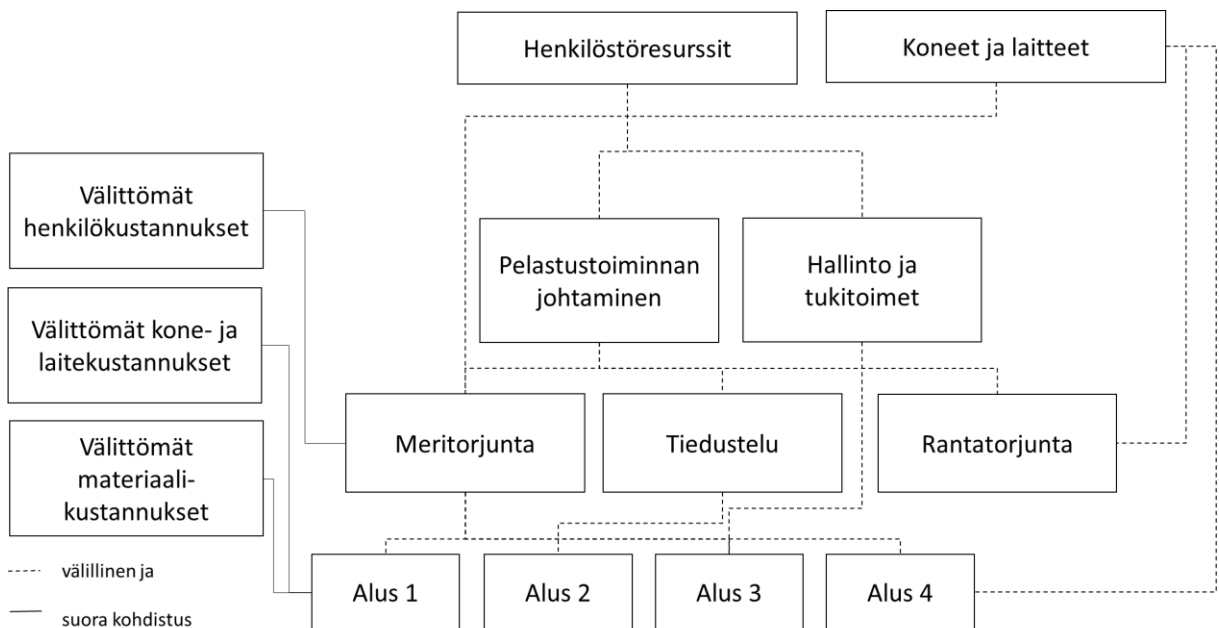 Henkilöstöresurssit
Koneet ja laitteet
Välittömät
henkilökustannukset
Pelastustoiminnan
johtaminen
Hallinto ja
tukitoimet
Välittömät kone- ja
laitekustannukset
Meritorjunta
Tiedustelu
Rantatorjunta
Välittömät
materiaali-
kustannukset
Alus 1
Alus 2
Alus 3
Alus 4
välillinen ja
suora kohdistus